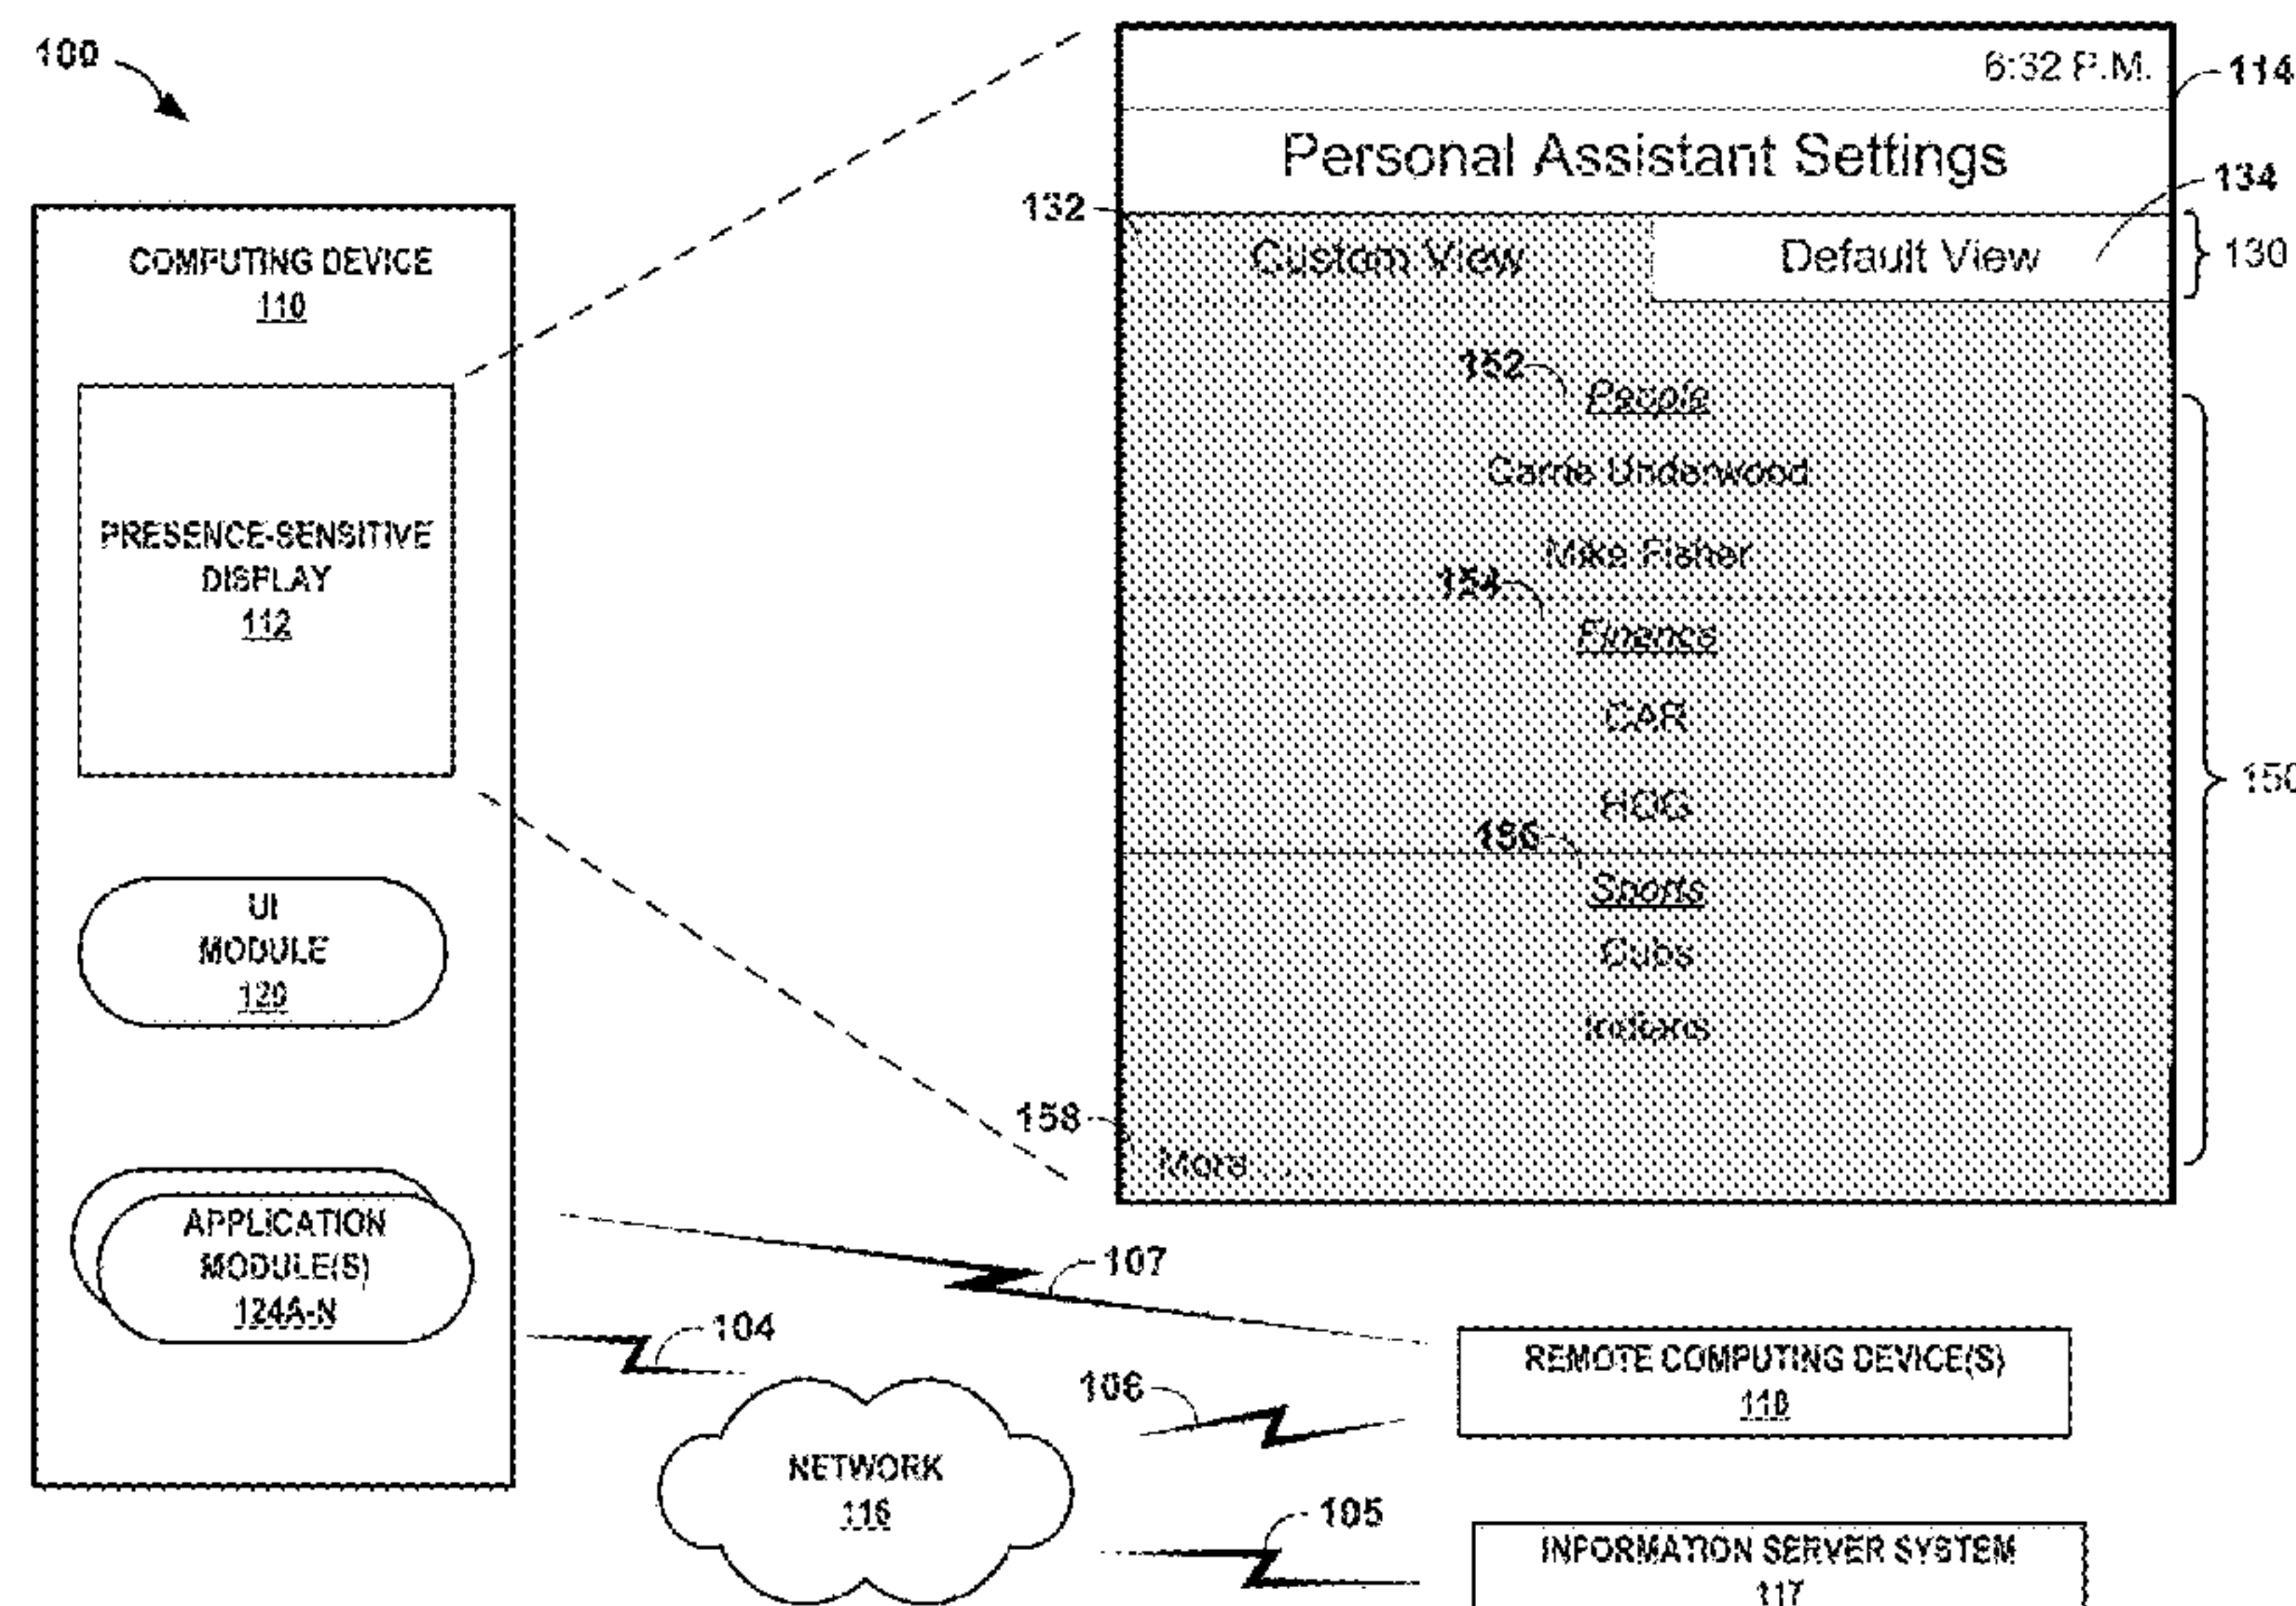 100
COMPUTING DEVICE
110
PRESENCE-SENSITIVE
DISPLAY
112
UI
MODULE
120
APPLICATION
MODULE(S)
124A-N
6:32 P.M.
114
Personal Assistant Settings
134
132
Custom View
Default View
130
152
People
Carrie Underwood
Mike Fisher
154
Finance
CAR
HOG
150
156
Sports
Cubs
Indians
158
More . . .
107
104
REMOTE COMPUTING DEVICE(S)
118
106
NETWORK
116
105
INFORMATION SERVER SYSTEM
117